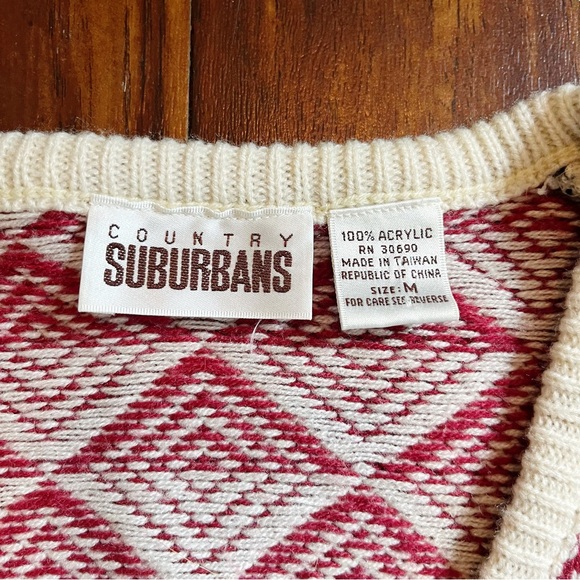 COUNTRY
SUBURBANS
100% ACRYLIC
RN 30690
MADE IN TAIWAN
REPUBLIC OF CHINA
SIZE: M
FOR CARE SEE REVERSE